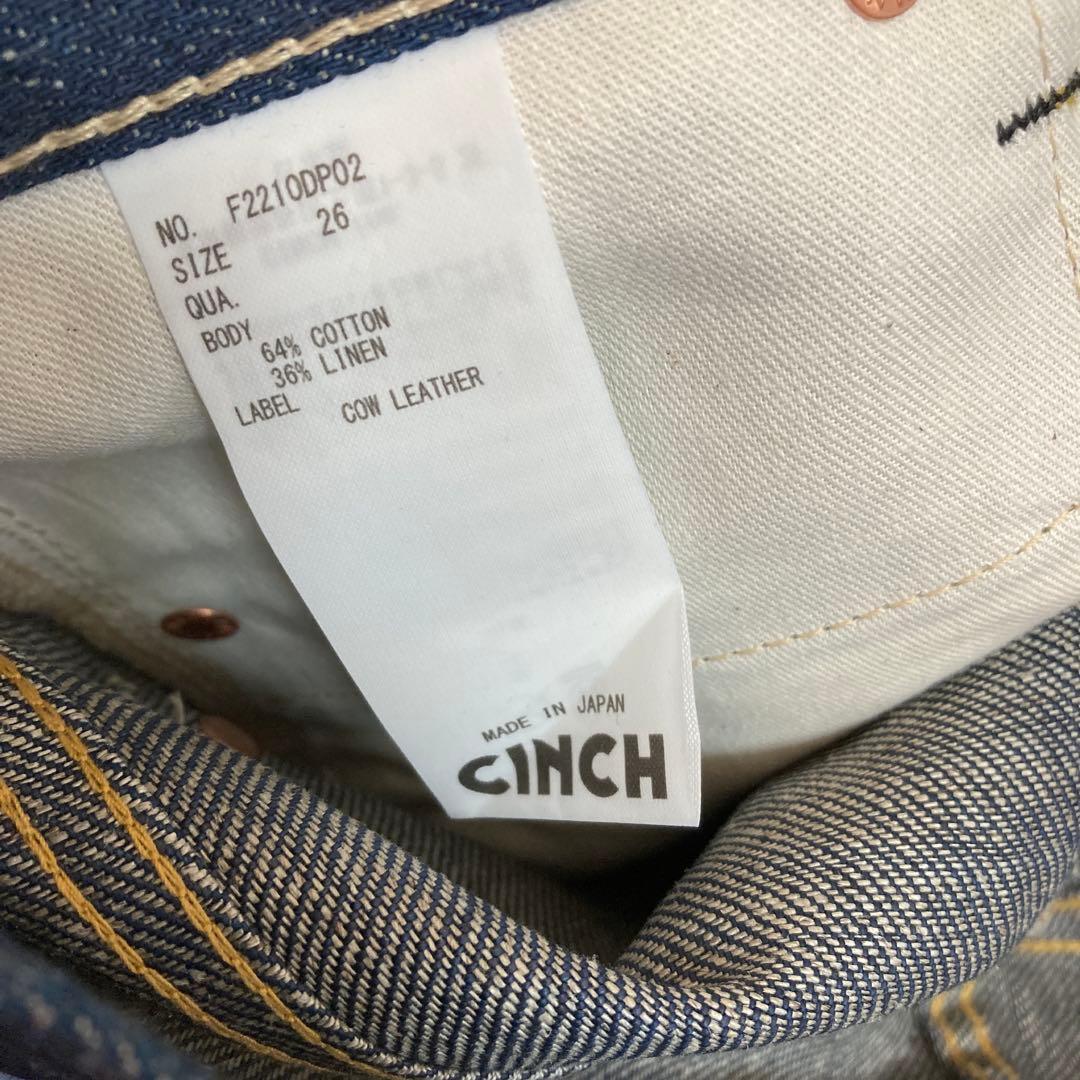 NO. F2210DP02
SIZE 26
QUA.
BODY
64% COTTON
36% LINEN
LABEL COW LEATHER
MADE IN JAPAN
CINCH